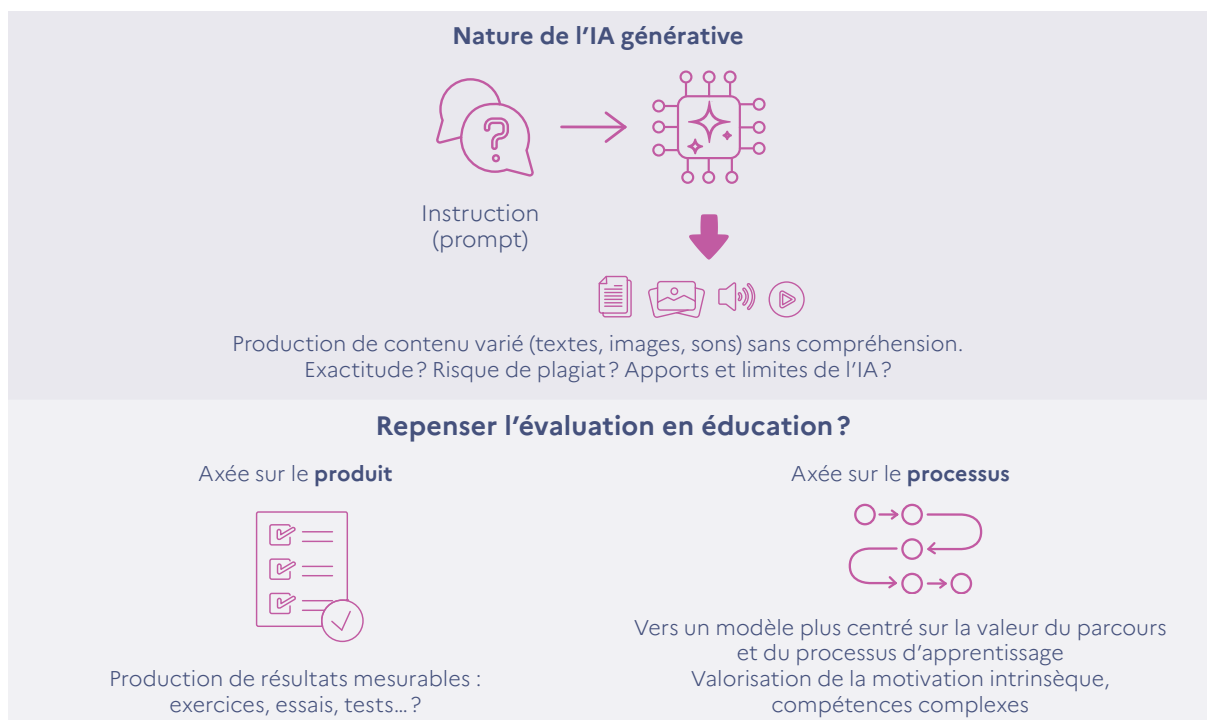 Nature de l’IA générative
Instruction
(prompt)
Production de contenu varié (textes, images, sons) sans compréhension.
Exactitude ? Risque de plagiat ? Apports et limites de l’IA ?
Repenser l’évaluation en éducation ?
Axée sur le produit
Production de résultats mesurables :
exercices, essais, tests… ?
Axée sur le processus
Vers un modèle plus centré sur la valeur du parcours
et du processus d’apprentissage
Valorisation de la motivation intrinsèque,
compétences complexes